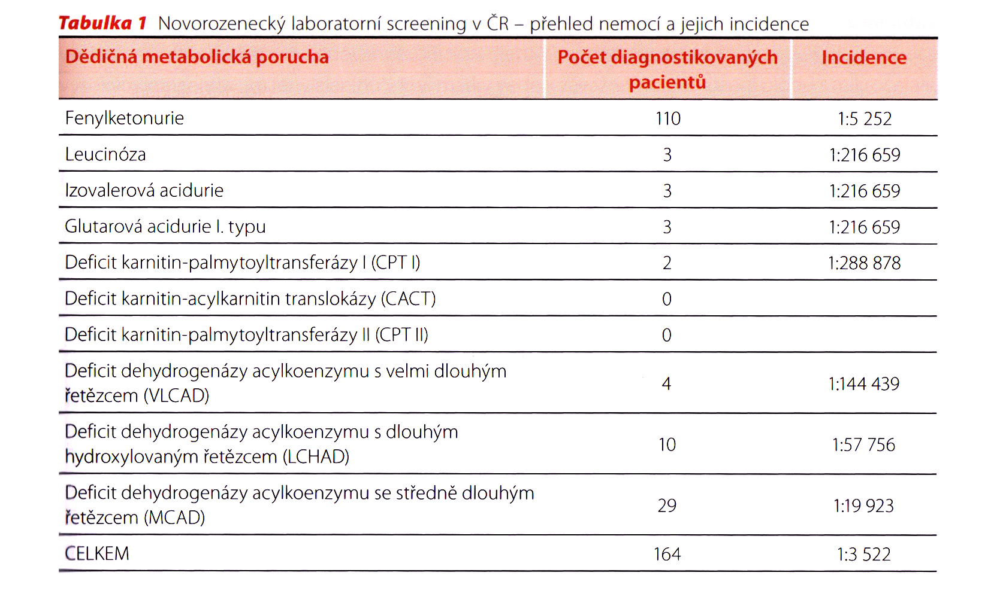 Tabulka 1 Novorozenecký laboratorní screening v ČR – přehled nemocí a jejich incidence
Dědičná metabolická porucha Počet diagnostikovaných pacientů Incidence
Fenylketonurie 110 1:5 252
Leucinóza 3 1:216 659
Izovalerová acidurie 3 1:216 659
Glutarová acidurie I. typu 3 1:216 659
Deficit karnitin-palmytoyltransferázy I (CPT I) 2 1:288 878
Deficit karnitin-acylkarnitin translokázy (CACT) 0
Deficit karnitin-palmytoyltransferázy II (CPT II) 0
Deficit dehydrogenázy acylkoenzymu s velmi dlouhým
řetězcem (VLCAD) 4 1:144 439
Deficit dehydrogenázy acylkoenzymu s dlouhým
hydroxylovaným řetězcem (LCHAD) 10 1:57 756
Deficit dehydrogenázy acylkoenzymu se středně dlouhým
řetězcem (MCAD) 29 1:19 923
CELKEM 164 1:3 522